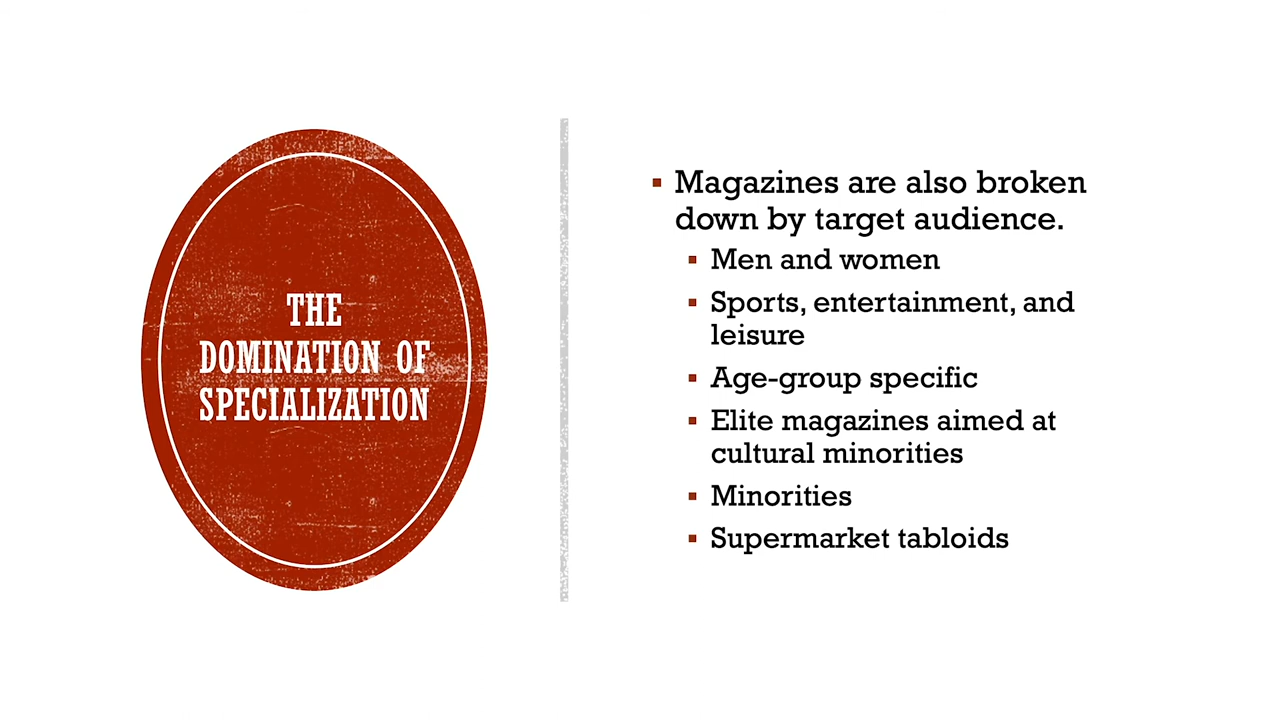 THE
DOMINATION OF
SPECIALIZATION
Magazines are also broken
down by target audience.
Men and women
Sports, entertainment, and
leisure
Age-group specific
Elite magazines aimed at
cultural minorities
Minorities
Supermarket tabloids